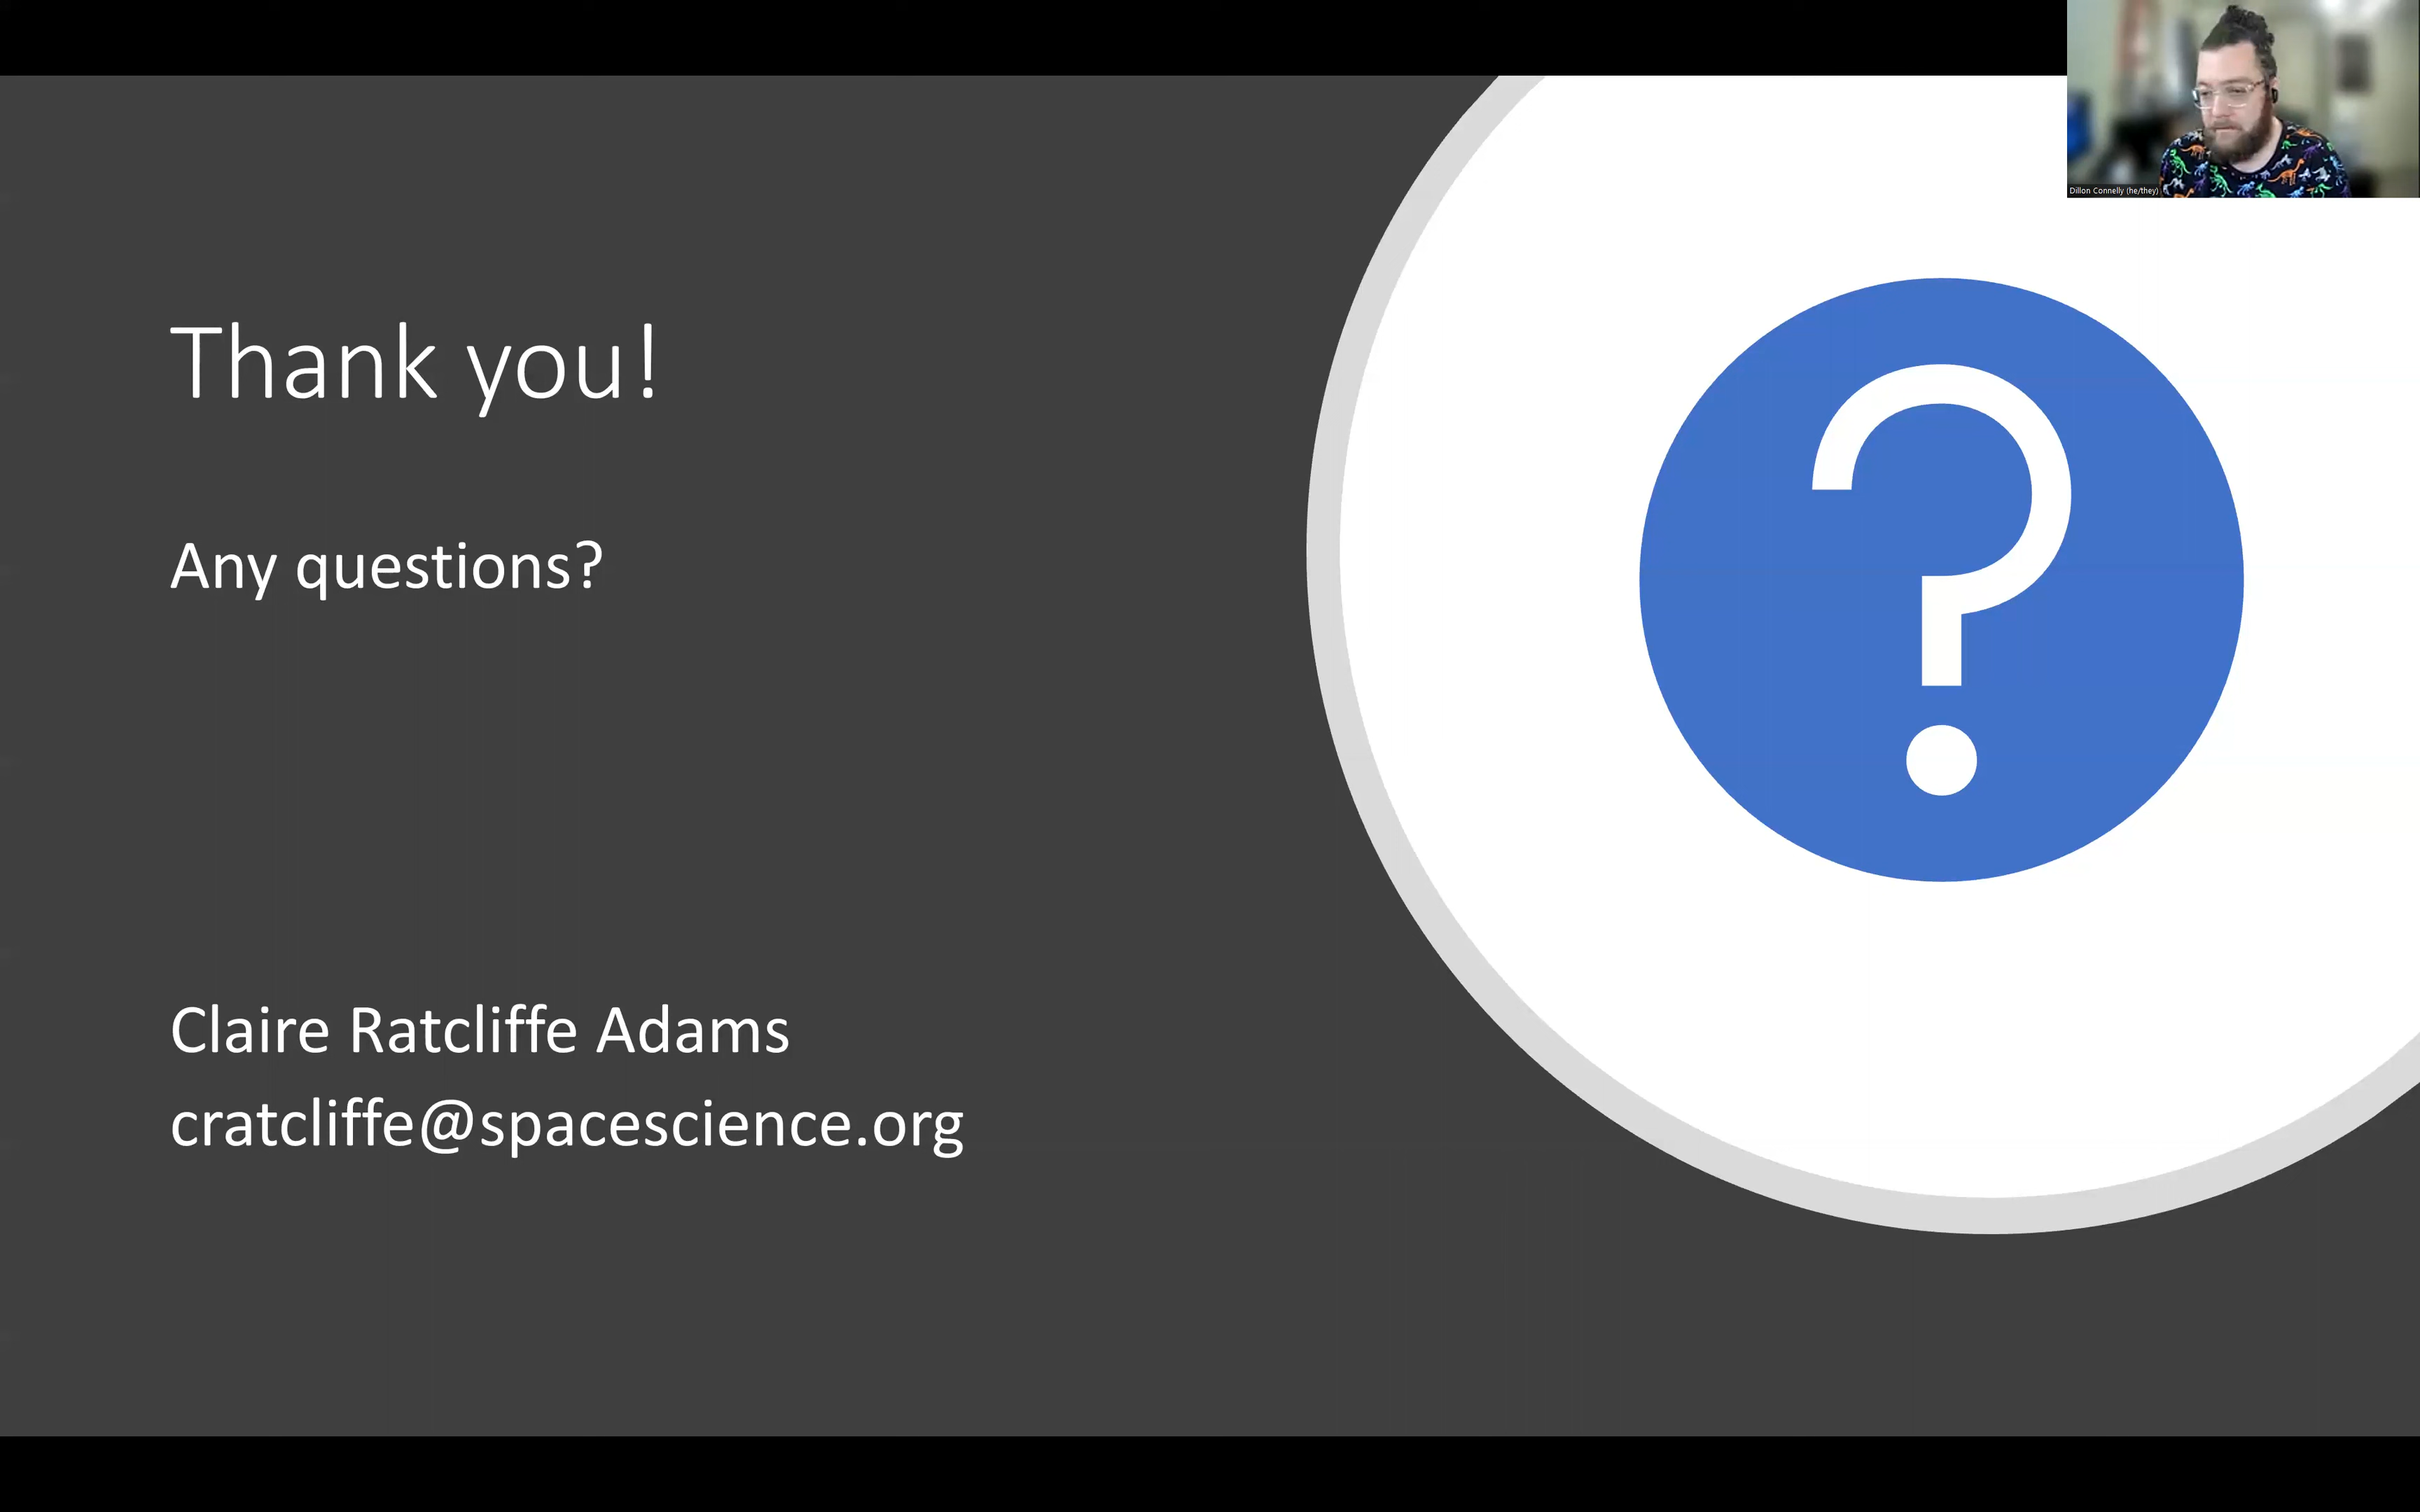 Dillon Connelly (he/they)
Thank you!
Any questions?
Claire Ratcliffe Adams
cratcliffe@spacescience.org